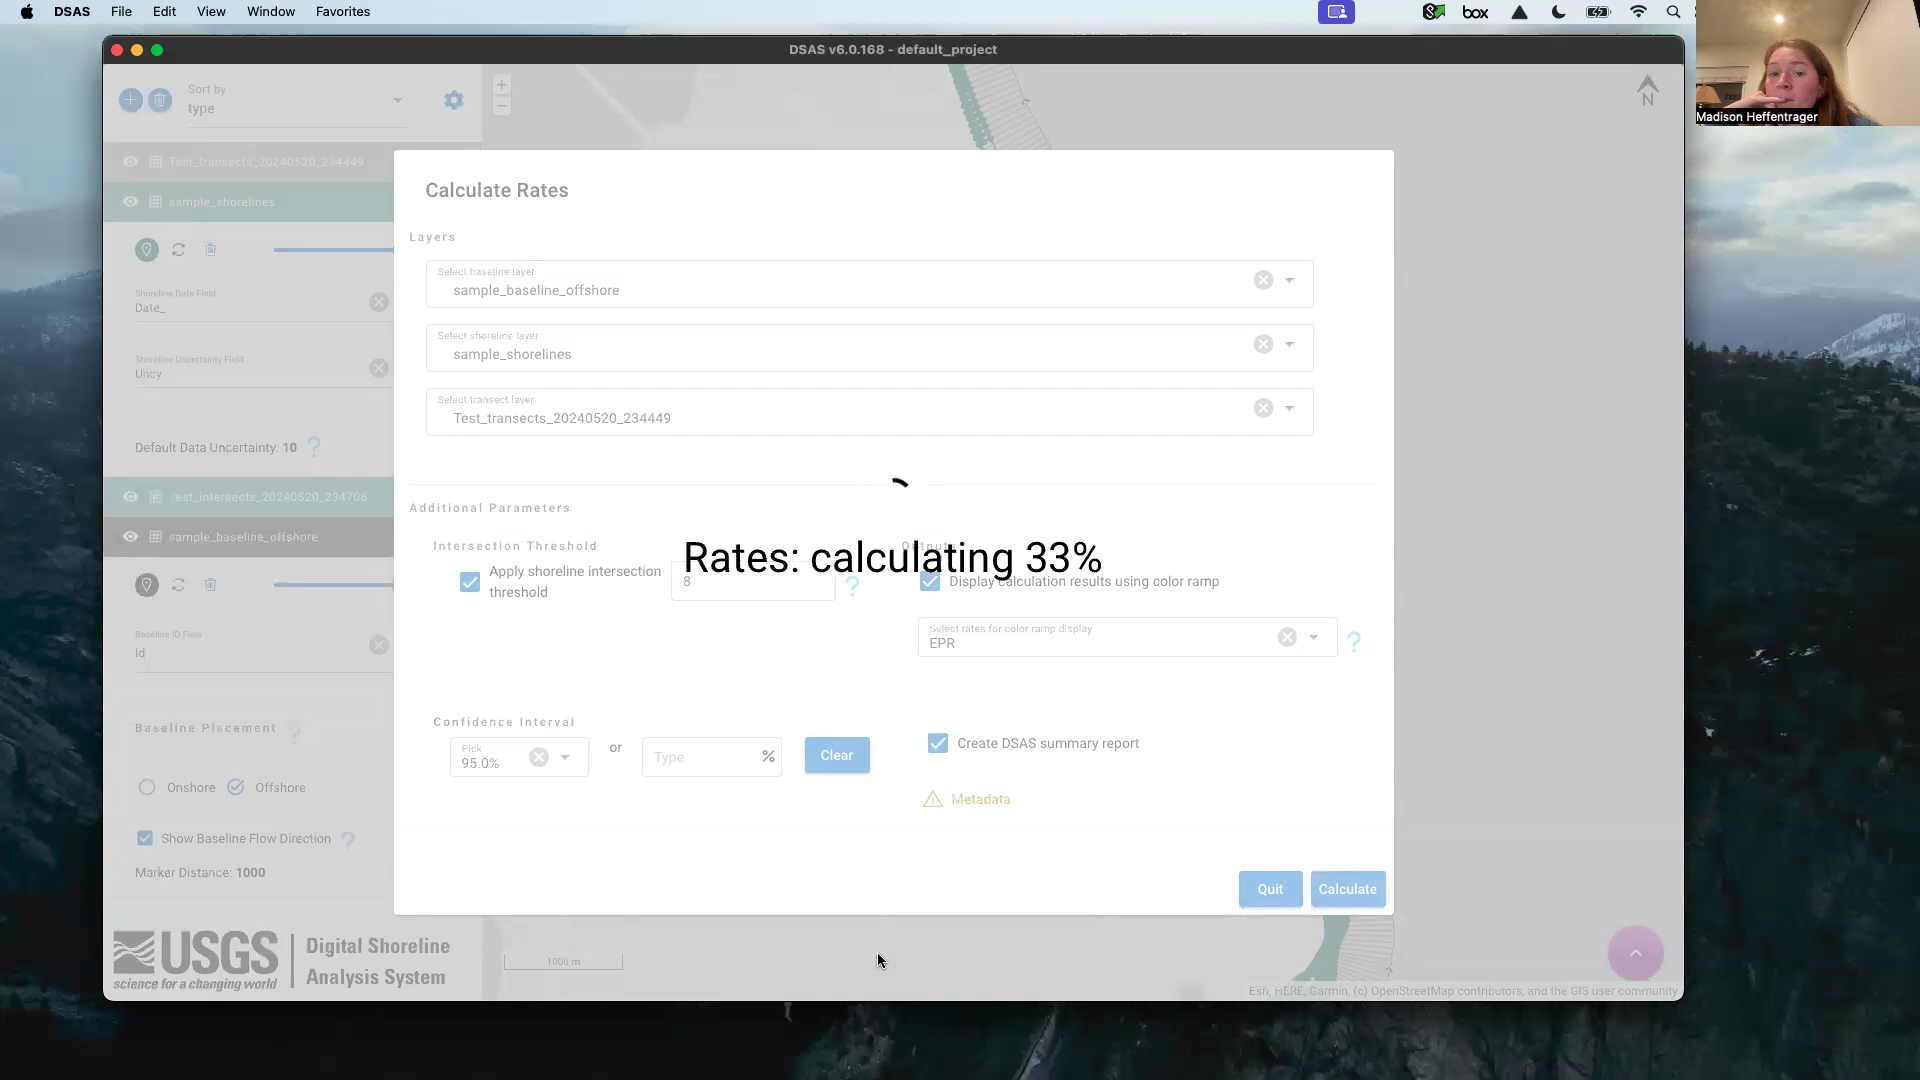 DSAS File Edit View Window Favorites
box
DSAS v6.0.168 - default_project
Madison Heffentrager
Sort by
type
+
−
N
Test_transects_20240520_234449
sample_shorelines
Shoreline Date Field
Date_
Shoreline Uncertainty Field
Uncy
Default Data Uncertainty: 10 ?
Test_intersects_20240520_234706
sample_baseline_offshore
Baseline ID Field
Id
Baseline Placement ?
Onshore Offshore
Show Baseline Flow Direction ?
Marker Distance: 1000
USGS
science for a changing world
Digital Shoreline
Analysis System
Calculate Rates
Layers
Select baseline layer
sample_baseline_offshore
Select shoreline layer
sample_shorelines
Select transect layer
Test_transects_20240520_234449
Additional Parameters
Intersection Threshold
Outputs
Rates: calculating 33%
Apply shoreline intersection
threshold
8 ?
Display calculation results using color ramp
Select rates for color ramp display
EPR ?
Confidence Interval
Pick
95.0%
or
Type %
Clear
Create DSAS summary report
Metadata
Quit Calculate
1000 m
Esri, HERE, Garmin, (c) OpenStreetMap contributors, and the GIS user community